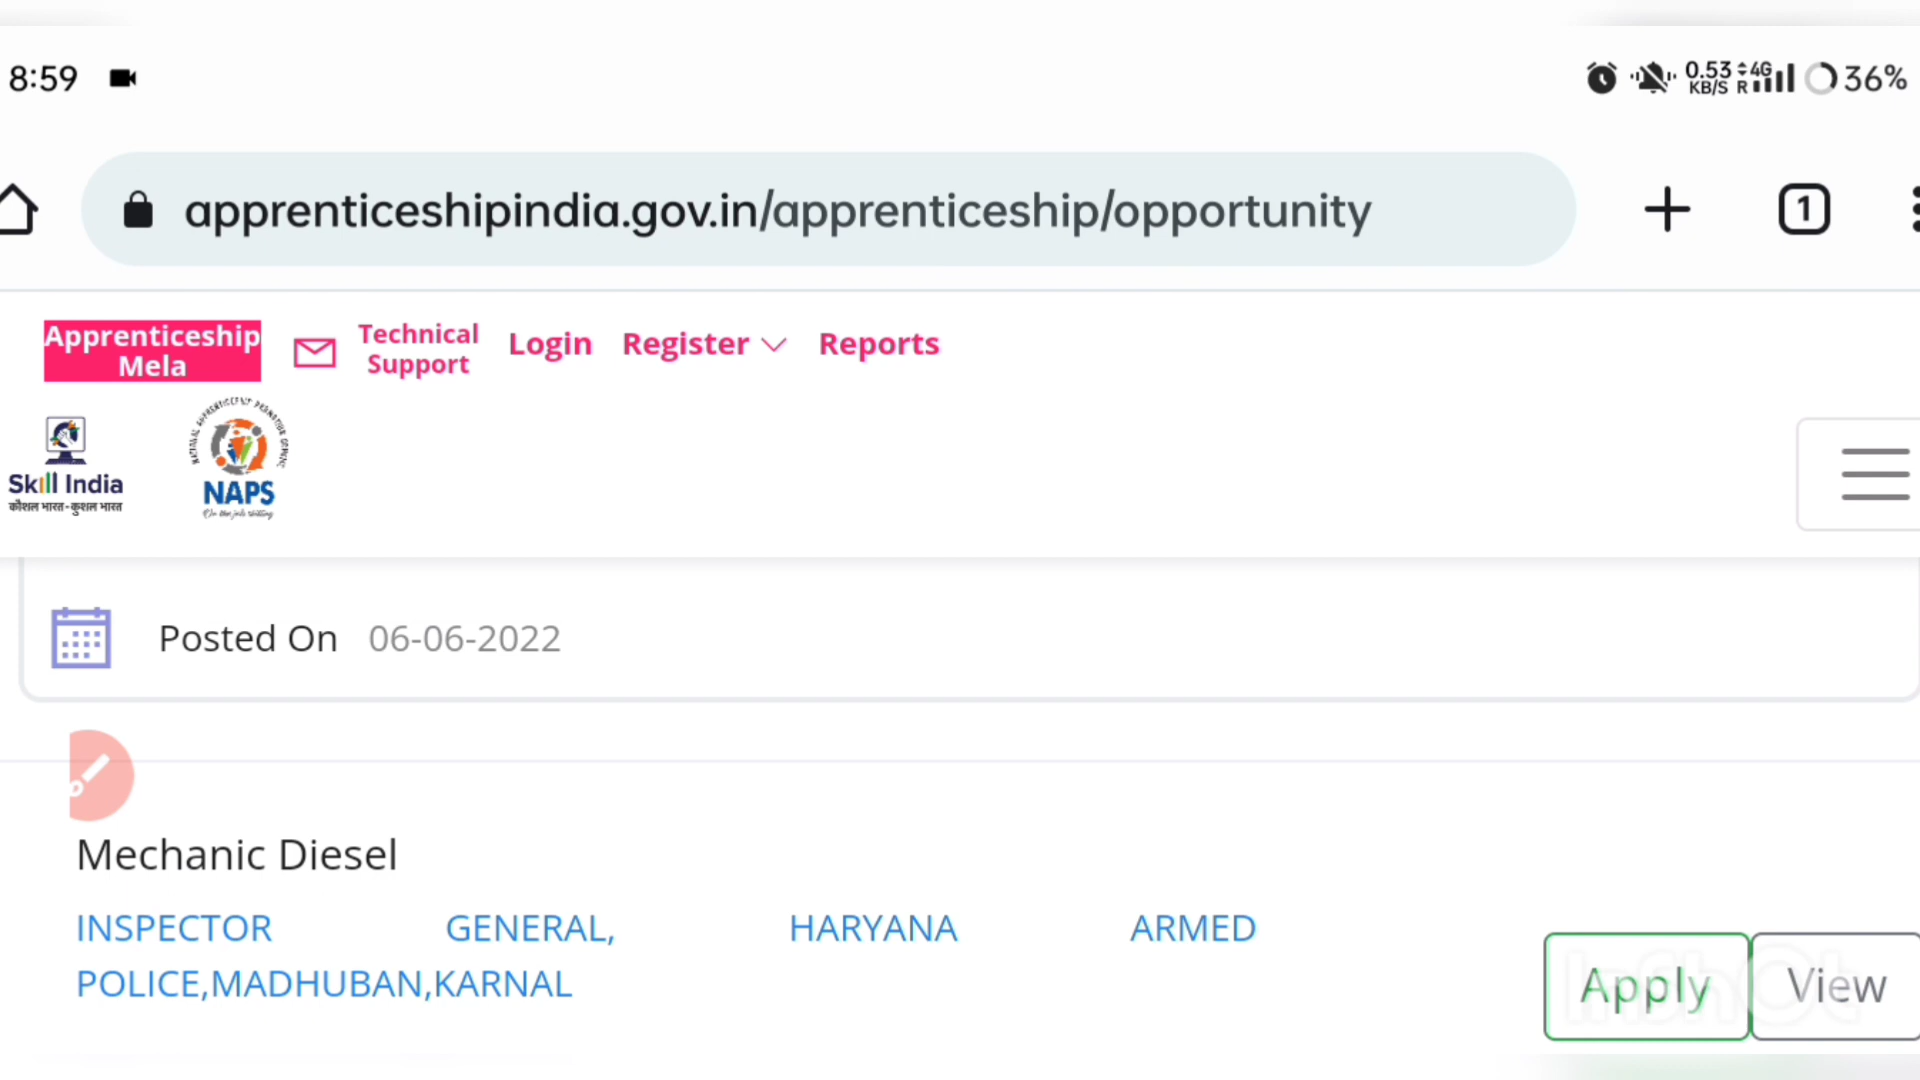 8:59
0.53 KB/S R 4G 36%
apprenticeshipindia.gov.in/apprenticeship/opportunity
1
Apprenticeship
Mela
Technical
Support
Login
Register
Reports
Skill India
कौशल भारत-कुशल भारत
NAPS
Posted On 06-06-2022
Mechanic Diesel
INSPECTOR GENERAL, HARYANA ARMED
POLICE,MADHUBAN,KARNAL
Apply
View
InShOt